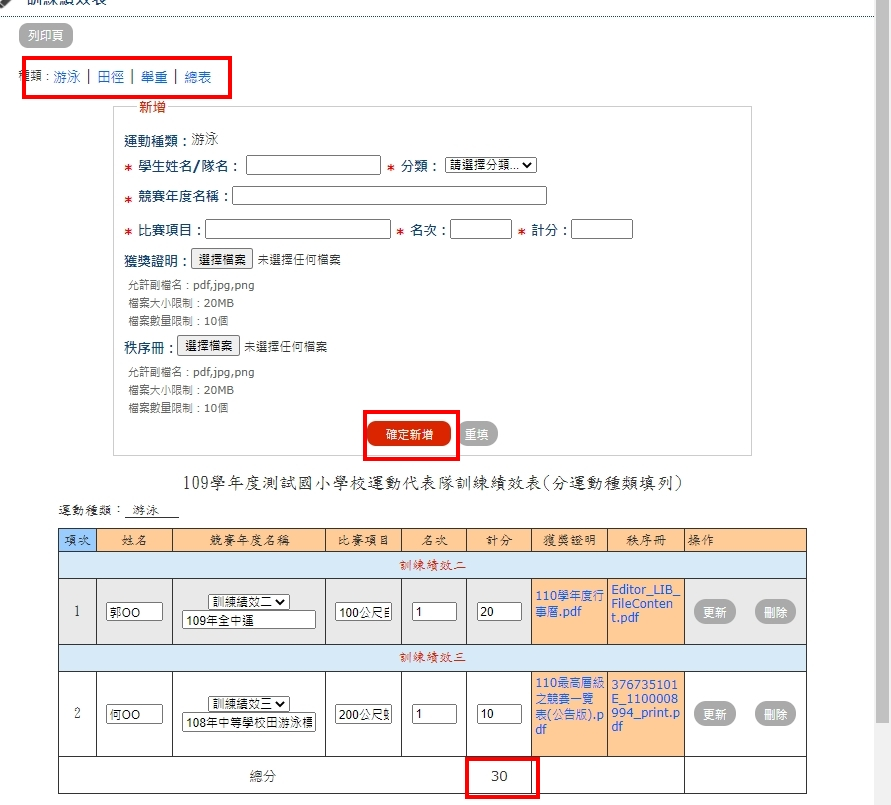 訓練績效表
列印頁
種類：游泳 | 田徑 | 舉重 | 總表
新增
運動種類：游泳
* 學生姓名/隊名： * 分類： 請選擇分類...
* 競賽年度名稱：
* 比賽項目： * 名次： * 計分：
獲獎證明： 選擇檔案 未選擇任何檔案
允許副檔名：pdf,jpg,png
檔案大小限制：20MB
檔案數量限制：10個
秩序冊： 選擇檔案 未選擇任何檔案
允許副檔名：pdf,jpg,png
檔案大小限制：20MB
檔案數量限制：10個
確定新增 重填
109學年度測試國小學校運動代表隊訓練績效表(分運動種類填列)
運動種類： 游泳
項次 姓名 競賽年度名稱 比賽項目 名次 計分 獲獎證明 秩序冊 操作
訓練績效二
1 郭OO 訓練績效二 109年全中運 100公尺自 1 20 110學年度行事曆.pdf Editor_LIB_FileContent.pdf 更新 刪除
訓練績效三
2 何OO 訓練績效三 108年中等學校田游泳標 200公尺蛙 1 10 110最高層級之競賽一覽表(公告版).pdf 376735101E_1100008994_print.pdf 更新 刪除
總分 30